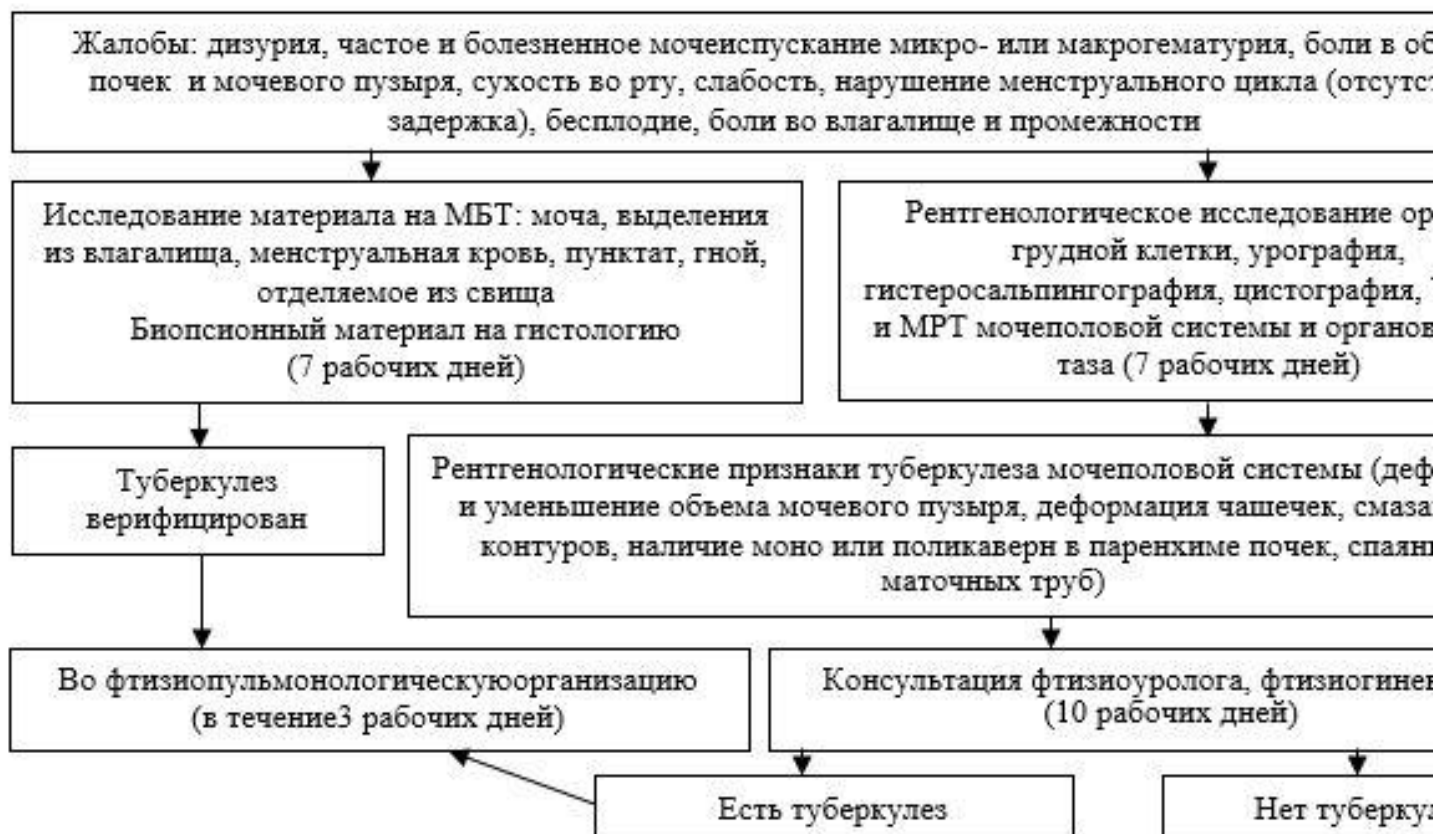 Жалобы: дизурия, частое и болезненное мочеиспускание микро- или макрогематурия, боли в об
почек и мочевого пузыря, сухость во рту, слабость, нарушение менструального цикла (отсутст
задержка), бесплодие, боли во влагалище и промежности
Исследование материала на МБТ: моча, выделения
из влагалища, менструальная кровь, пунктат, гной,
отделяемое из свища
Биопсионный материал на гистологию
(7 рабочих дней)
Рентгенологическое исследование ор
грудной клетки, урография,
гистеросальпингография, цистография,
и МРТ мочеполовой системы и органов
таза (7 рабочих дней)
Туберкулез
верифицирован
Рентгенологические признаки туберкулеза мочеполовой системы (деф
и уменьшение объема мочевого пузыря, деформация чашечек, смаза
контуров, наличие моно или поликаверн в паренхиме почек, спаян
маточных труб)
Во фтизиопульмонологическуюорганизацию
(в течение3 рабочих дней)
Консультация фтизиоуролога, фтизиогинек
(10 рабочих дней)
Есть туберкулез
Нет туберкул